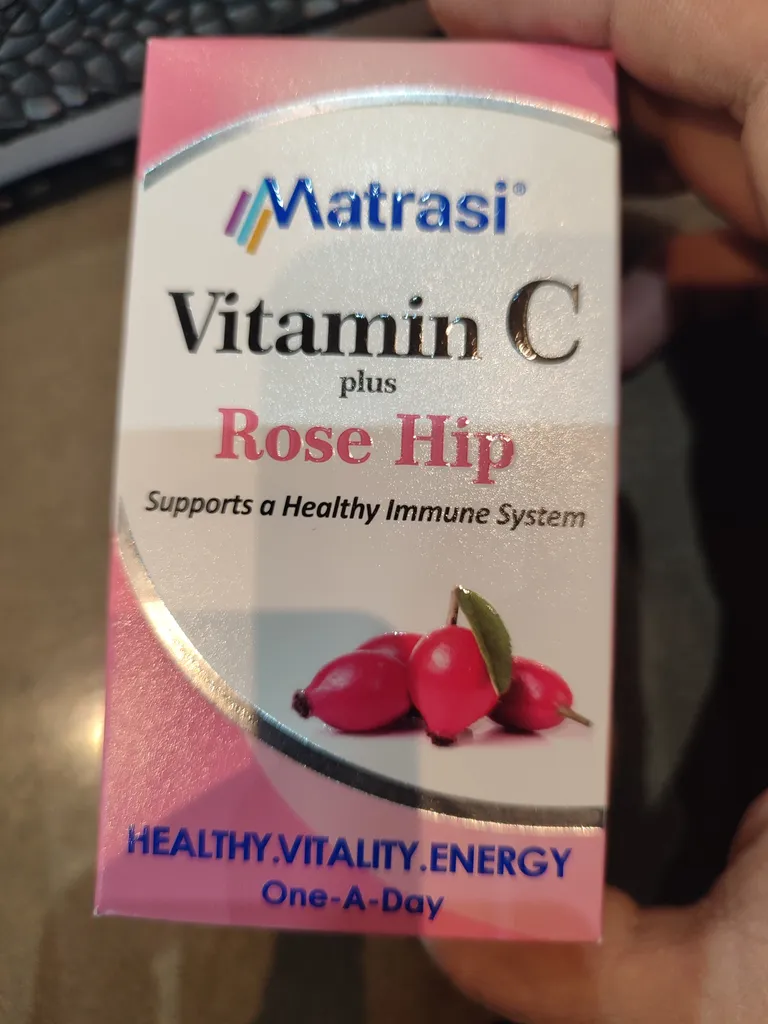 Matrasi®
Vitamin C
plus
Rose Hip
Supports a Healthy Immune System
HEALTHY.VITALITY.ENERGY
One-A-Day